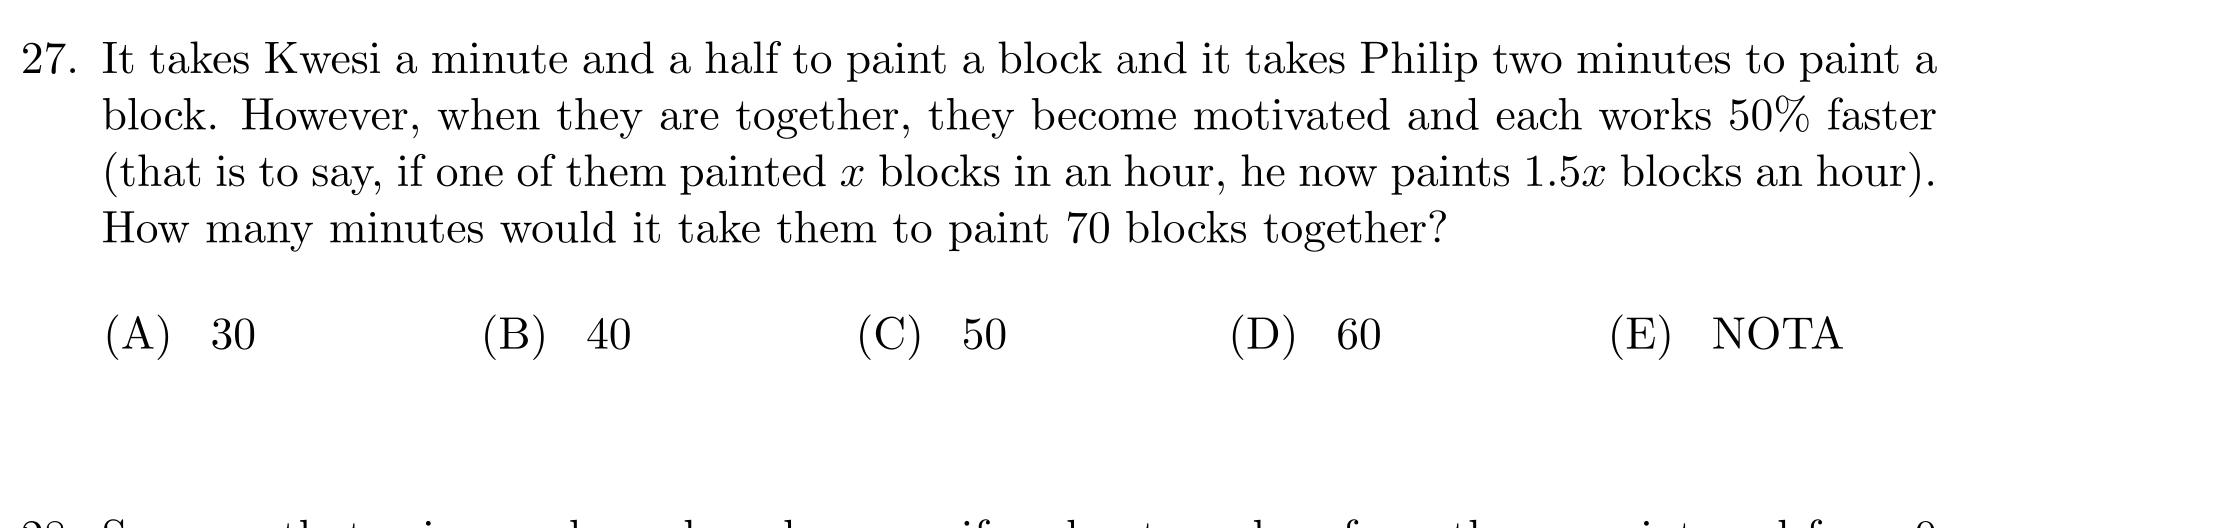 27. It takes Kwesi a minute and a half to paint a block and it takes Philip two minutes to paint a
block. However, when they are together, they become motivated and each works 50% faster
(that is to say, if one of them painted x blocks in an hour, he now paints 1.5x blocks an hour).
How many minutes would it take them to paint 70 blocks together?
(A) 30 (B) 40 (C) 50 (D) 60 (E) NOTA